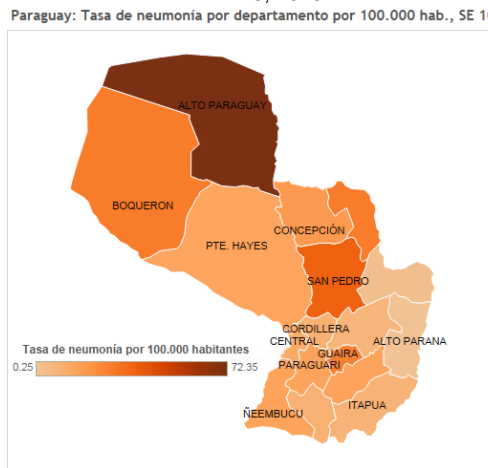 Paraguay: Tasa de neumonía por departamento por 100.000 hab., SE 10
ALTO PARAGUAY
BOQUERON
CONCEPCIÓN
PTE. HAYES
SAN PEDRO
CORDILLERA
CENTRAL
ALTO PARANA
GUAIRA
PARAGUARI
ITAPUA
ÑEEMBUCU
Tasa de neumonía por 100.000 habitantes
0.25
72.35